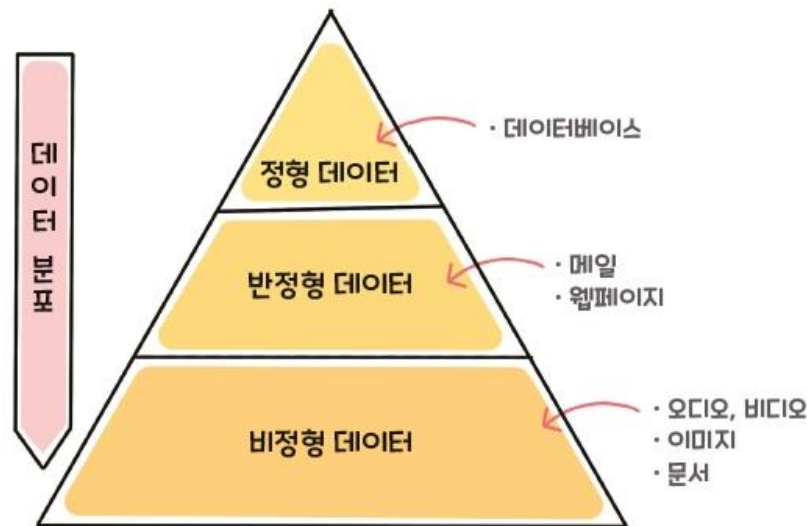 데이터 분포
정형 데이터
· 데이터베이스
반정형 데이터
· 메일
· 웹페이지
비정형 데이터
· 오디오, 비디오
· 이미지
· 문서